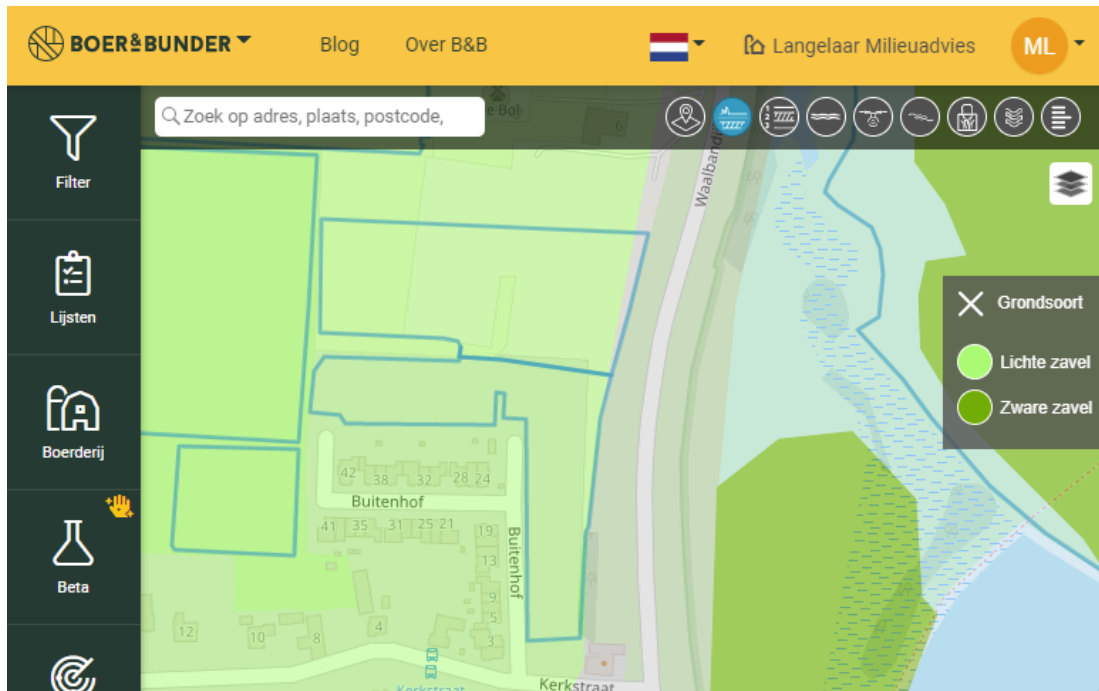 BOER&BUNDER
Blog
Over B&B
Langelaar Milieuadvies
ML
Zoek op adres, plaats, postcode,
e Bol
6
Waalbandij
Filter
Lijsten
Boerderij
Beta
Grondsoort
Lichte zavel
Zware zavel
42 38 32 28 24
Buitenhof
41 35 31 25 21 19
Buitenhof
13
9
5
3
12 10 8 4
Kerkstraat
Kerkstraat